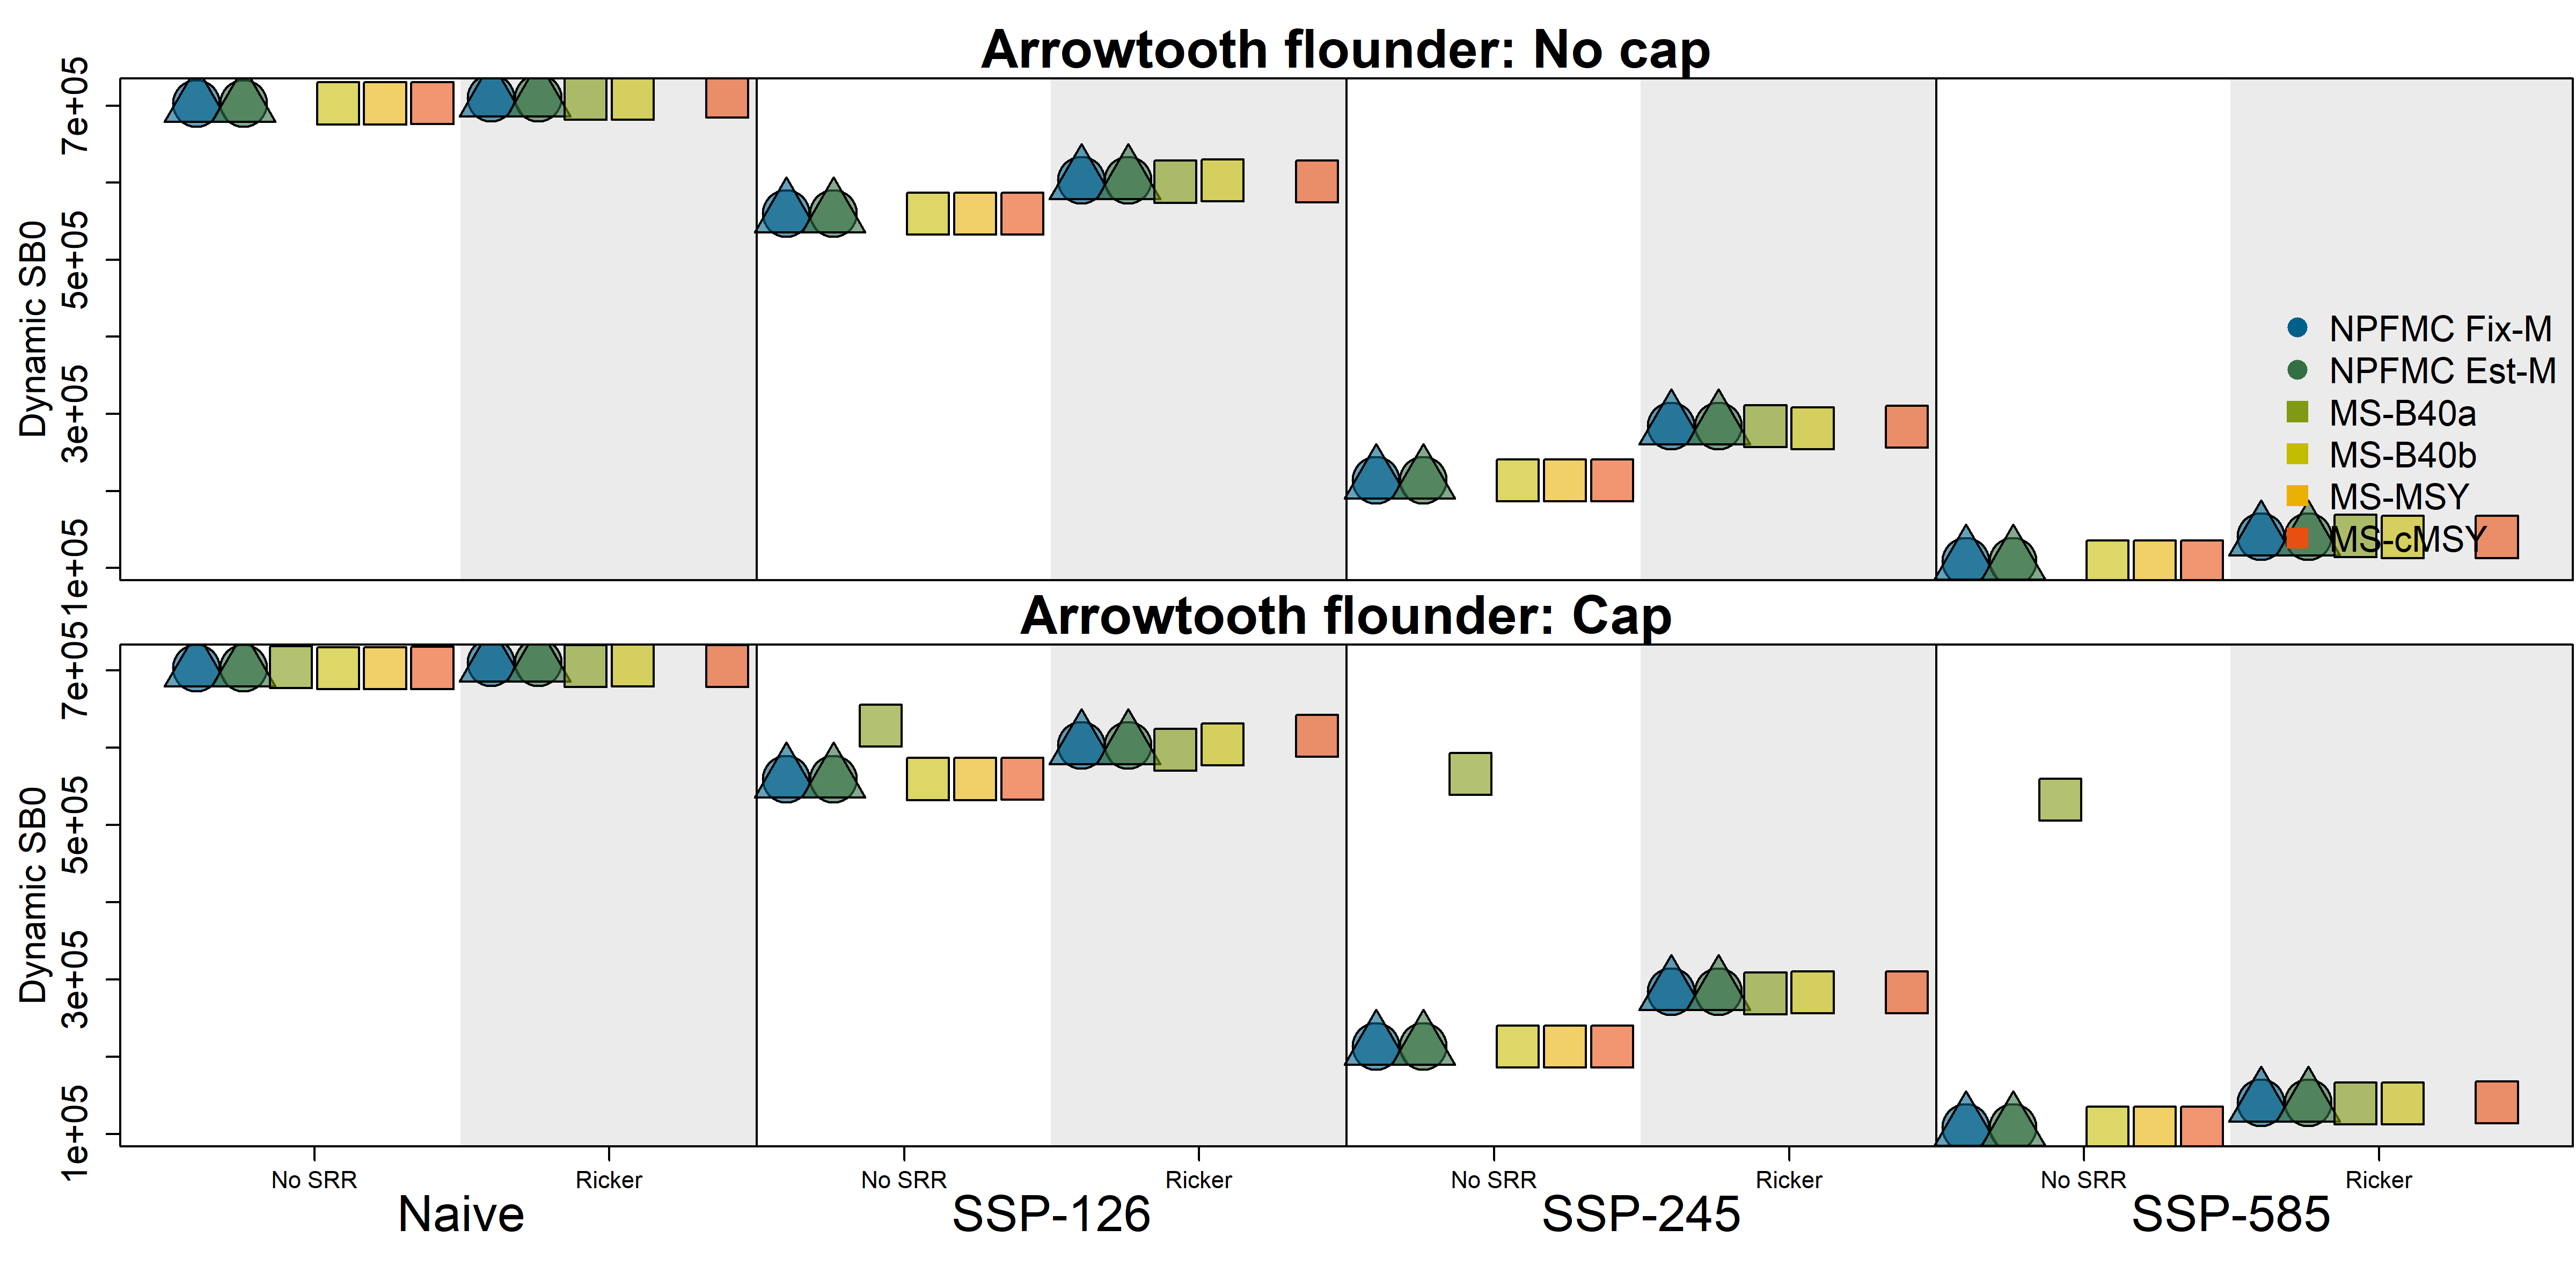 Arrowtooth flounder: No cap
Dynamic SB0
7e+05
5e+05
3e+05
1e+05
NPFMC Fix-M
NPFMC Est-M
MS-B40a
MS-B40b
MS-MSY
MS-cMSY
Arrowtooth flounder: Cap
Dynamic SB0
7e+05
5e+05
3e+05
1e+05
No SRR Ricker No SRR Ricker No SRR Ricker No SRR Ricker
Naive SSP-126 SSP-245 SSP-585